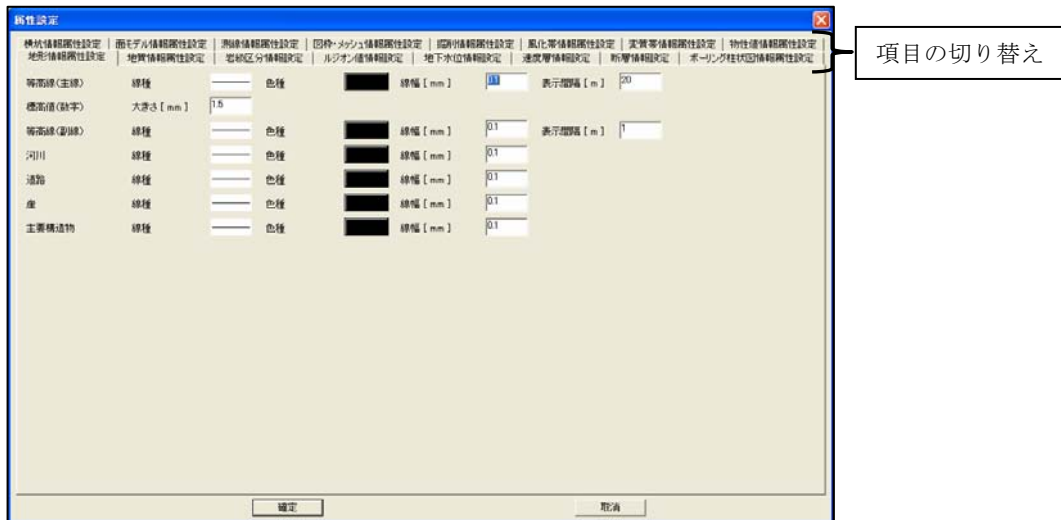 属性設定
横坑情報属性設定 面モデル情報属性設定 測線情報属性設定 図枠・メッシュ情報属性設定 掘削情報属性設定 風化帯情報属性設定 変質帯情報属性設定 物性値情報属性設定
地形情報属性設定 地質情報属性設定 岩級区分情報設定 ルジオン値情報設定 地下水位情報設定 速度層情報設定 断層情報設定 ボーリング柱状図情報属性設定
項目の切り替え
等高線(主線) 線種 色種 線幅 [ mm ] 0.1 表示間隔 [ m ] 20
標高値(数字) 大きさ [ mm ] 1.5
等高線(副線) 線種 色種 線幅 [ mm ] 0.1 表示間隔 [ m ] 1
河川 線種 色種 線幅 [ mm ] 0.1
道路 線種 色種 線幅 [ mm ] 0.1
崖 線種 色種 線幅 [ mm ] 0.1
主要構造物 線種 色種 線幅 [ mm ] 0.1
確定 取消